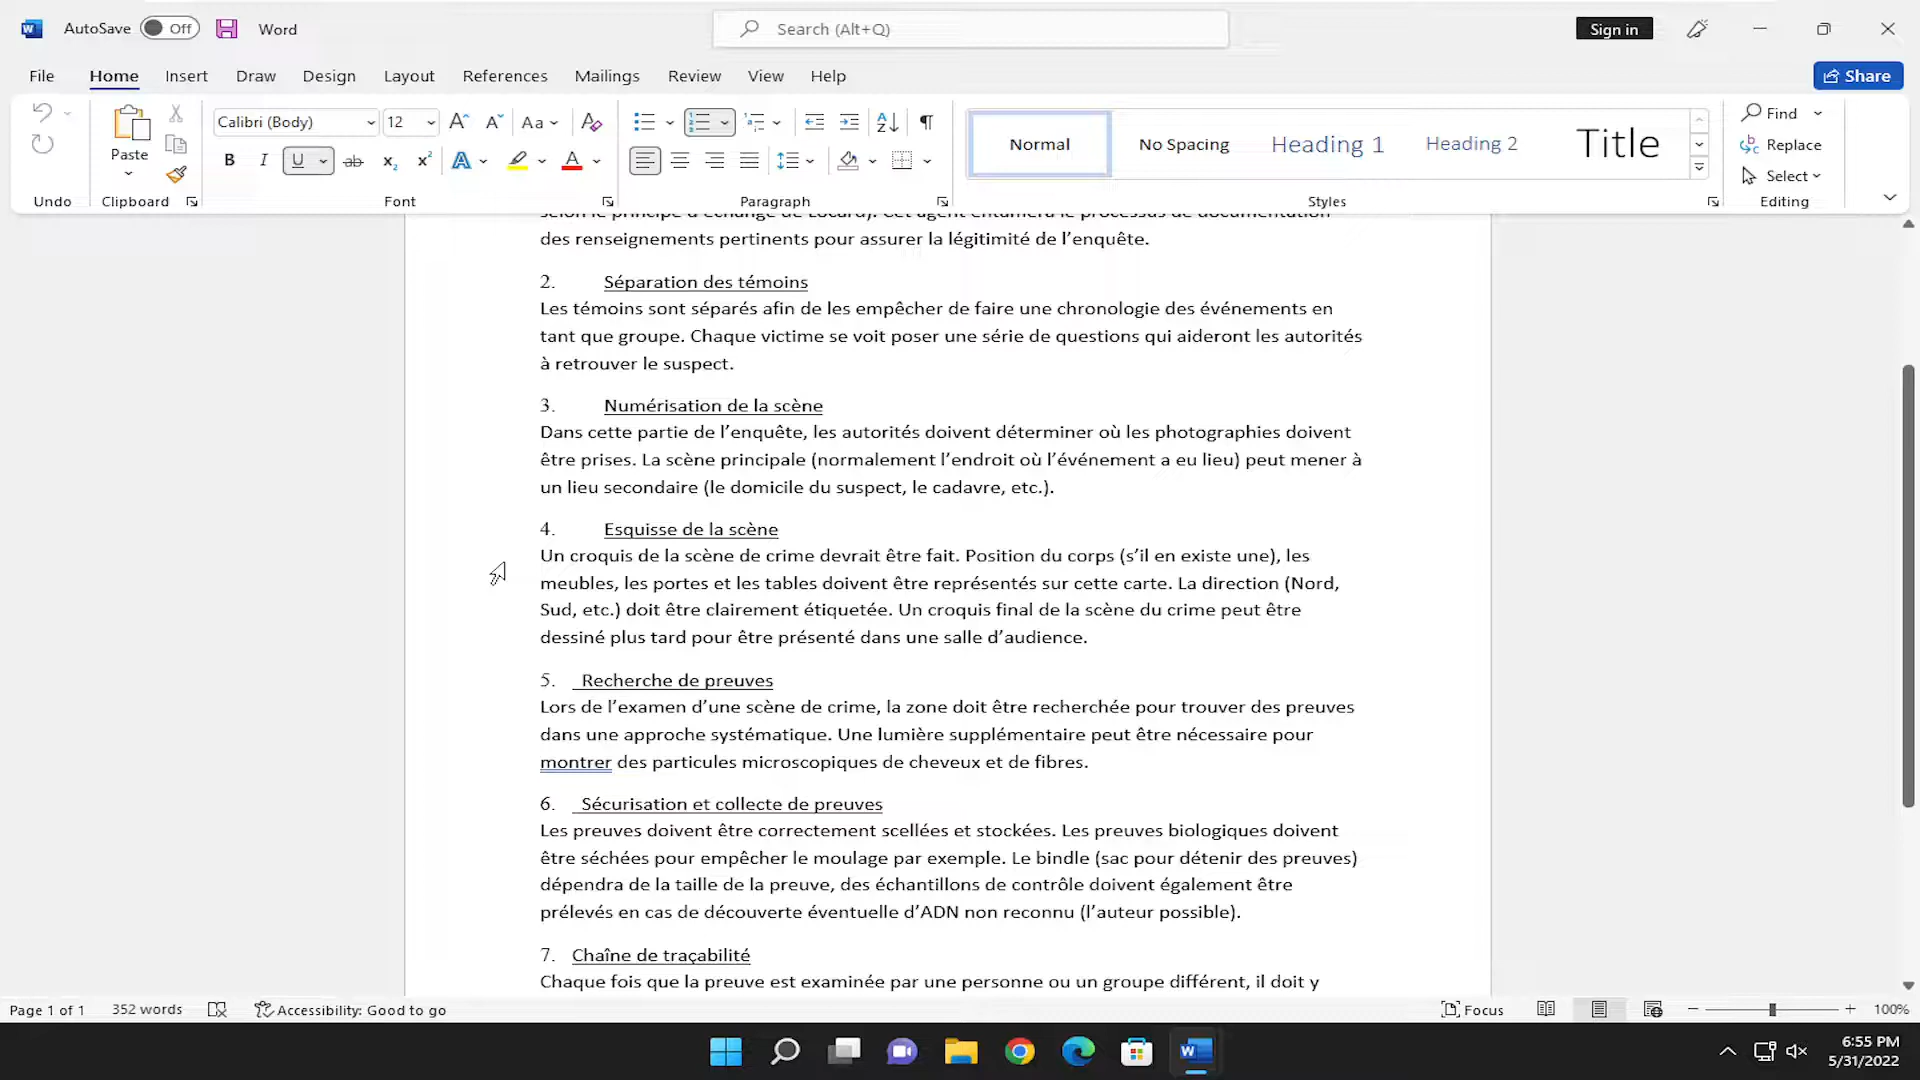 AutoSave Off Word Search (Alt+Q) Sign in
File Home Insert Draw Design Layout References Mailings Review View Help Share
Paste Calibri (Body) 12 Aa Normal No Spacing Heading 1 Heading 2 Title Find
Replace
Select
Undo Clipboard Font Paragraph Styles Editing
selon le principe d'échange de Locard). Cet agent entamera le processus de documentation
des renseignements pertinents pour assurer la légitimité de l'enquête.
2. Séparation des témoins
Les témoins sont séparés afin de les empêcher de faire une chronologie des événements en
tant que groupe. Chaque victime se voit poser une série de questions qui aideront les autorités
à retrouver le suspect.
3. Numérisation de la scène
Dans cette partie de l'enquête, les autorités doivent déterminer où les photographies doivent
être prises. La scène principale (normalement l'endroit où l'événement a eu lieu) peut mener à
un lieu secondaire (le domicile du suspect, le cadavre, etc.).
4. Esquisse de la scène
Un croquis de la scène de crime devrait être fait. Position du corps (s'il en existe une), les
meubles, les portes et les tables doivent être représentés sur cette carte. La direction (Nord,
Sud, etc.) doit être clairement étiquetée. Un croquis final de la scène du crime peut être
dessiné plus tard pour être présenté dans une salle d'audience.
5. Recherche de preuves
Lors de l'examen d'une scène de crime, la zone doit être recherchée pour trouver des preuves
dans une approche systématique. Une lumière supplémentaire peut être nécessaire pour
montrer des particules microscopiques de cheveux et de fibres.
6. Sécurisation et collecte de preuves
Les preuves doivent être correctement scellées et stockées. Les preuves biologiques doivent
être séchées pour empêcher le moulage par exemple. Le bindle (sac pour détenir des preuves)
dépendra de la taille de la preuve, des échantillons de contrôle doivent également être
prélevés en cas de découverte éventuelle d'ADN non reconnu (l'auteur possible).
7. Chaîne de traçabilité
Chaque fois que la preuve est examinée par une personne ou un groupe différent, il doit y
Page 1 of 1 352 words Accessibility: Good to go Focus 100%
6:55 PM
5/31/2022